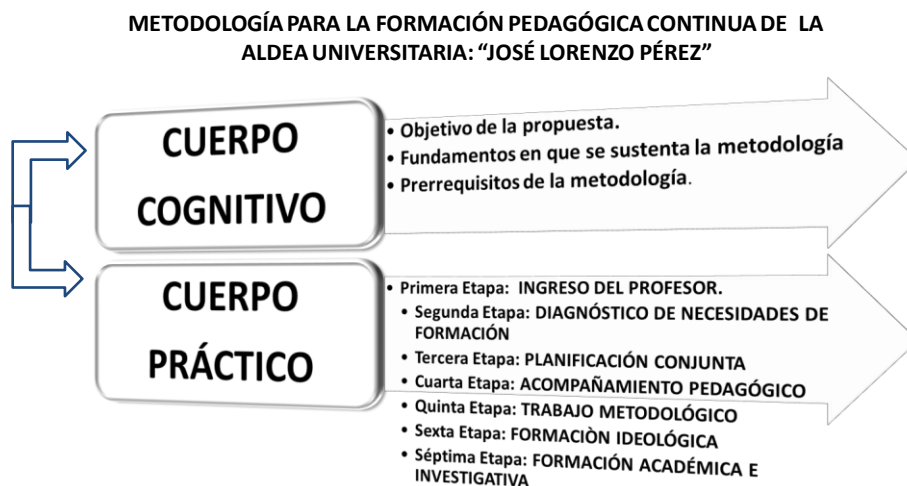 METODOLOGÍA PARA LA FORMACIÓN PEDAGÓGICA CONTINUA DE LA
ALDEA UNIVERSITARIA: “JOSÉ LORENZO PÉREZ”
CUERPO
COGNITIVO
• Objetivo de la propuesta.
• Fundamentos en que se sustenta la metodología
• Prerrequisitos de la metodología.
CUERPO
PRÁCTICO
• Primera Etapa: INGRESO DEL PROFESOR.
• Segunda Etapa: DIAGNÓSTICO DE NECESIDADES DE
FORMACIÓN
• Tercera Etapa: PLANIFICACIÓN CONJUNTA
• Cuarta Etapa: ACOMPAÑAMIENTO PEDAGÓGICO
• Quinta Etapa: TRABAJO METODOLÓGICO
• Sexta Etapa: FORMACIÒN IDEOLÓGICA
• Séptima Etapa: FORMACIÓN ACADÉMICA E
INVESTIGATIVA